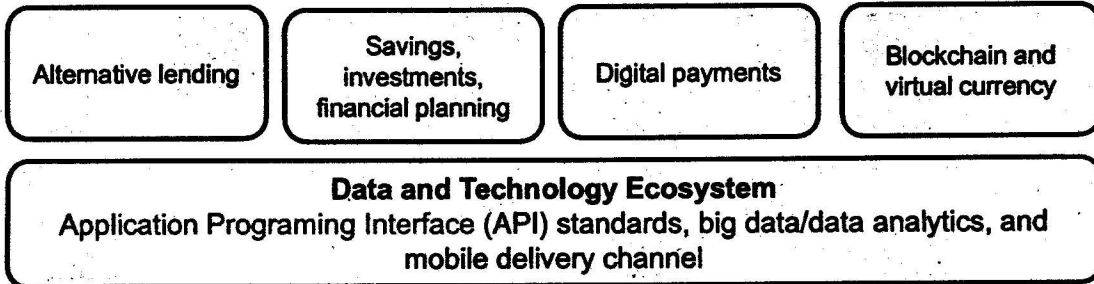 Alternative lending
Savings,
investments,
financial planning
Digital payments
Blockchain and
virtual currency
Data and Technology Ecosystem
Application Programing Interface (API) standards, big data/data analytics, and
mobile delivery channel